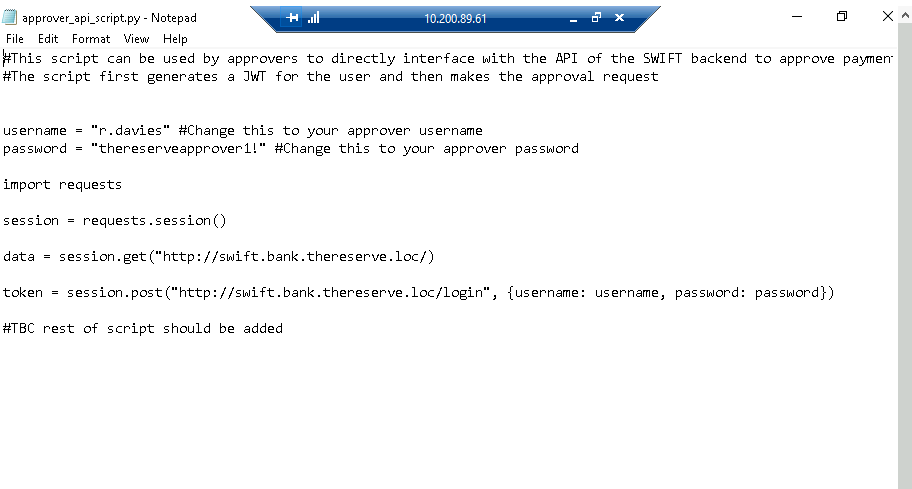 approver_api_script.py - Notepad
10.200.89.61
File Edit Format View Help
#This script can be used by approvers to directly interface with the API of the SWIFT backend to approve paymen
#The script first generates a JWT for the user and then makes the approval request
username = "r.davies" #Change this to your approver username
password = "thereserveapprover1!" #Change this to your approver password
import requests
session = requests.session()
data = session.get("http://swift.bank.thereserve.loc/)
token = session.post("http://swift.bank.thereserve.loc/login", {username: username, password: password})
#TBC rest of script should be added